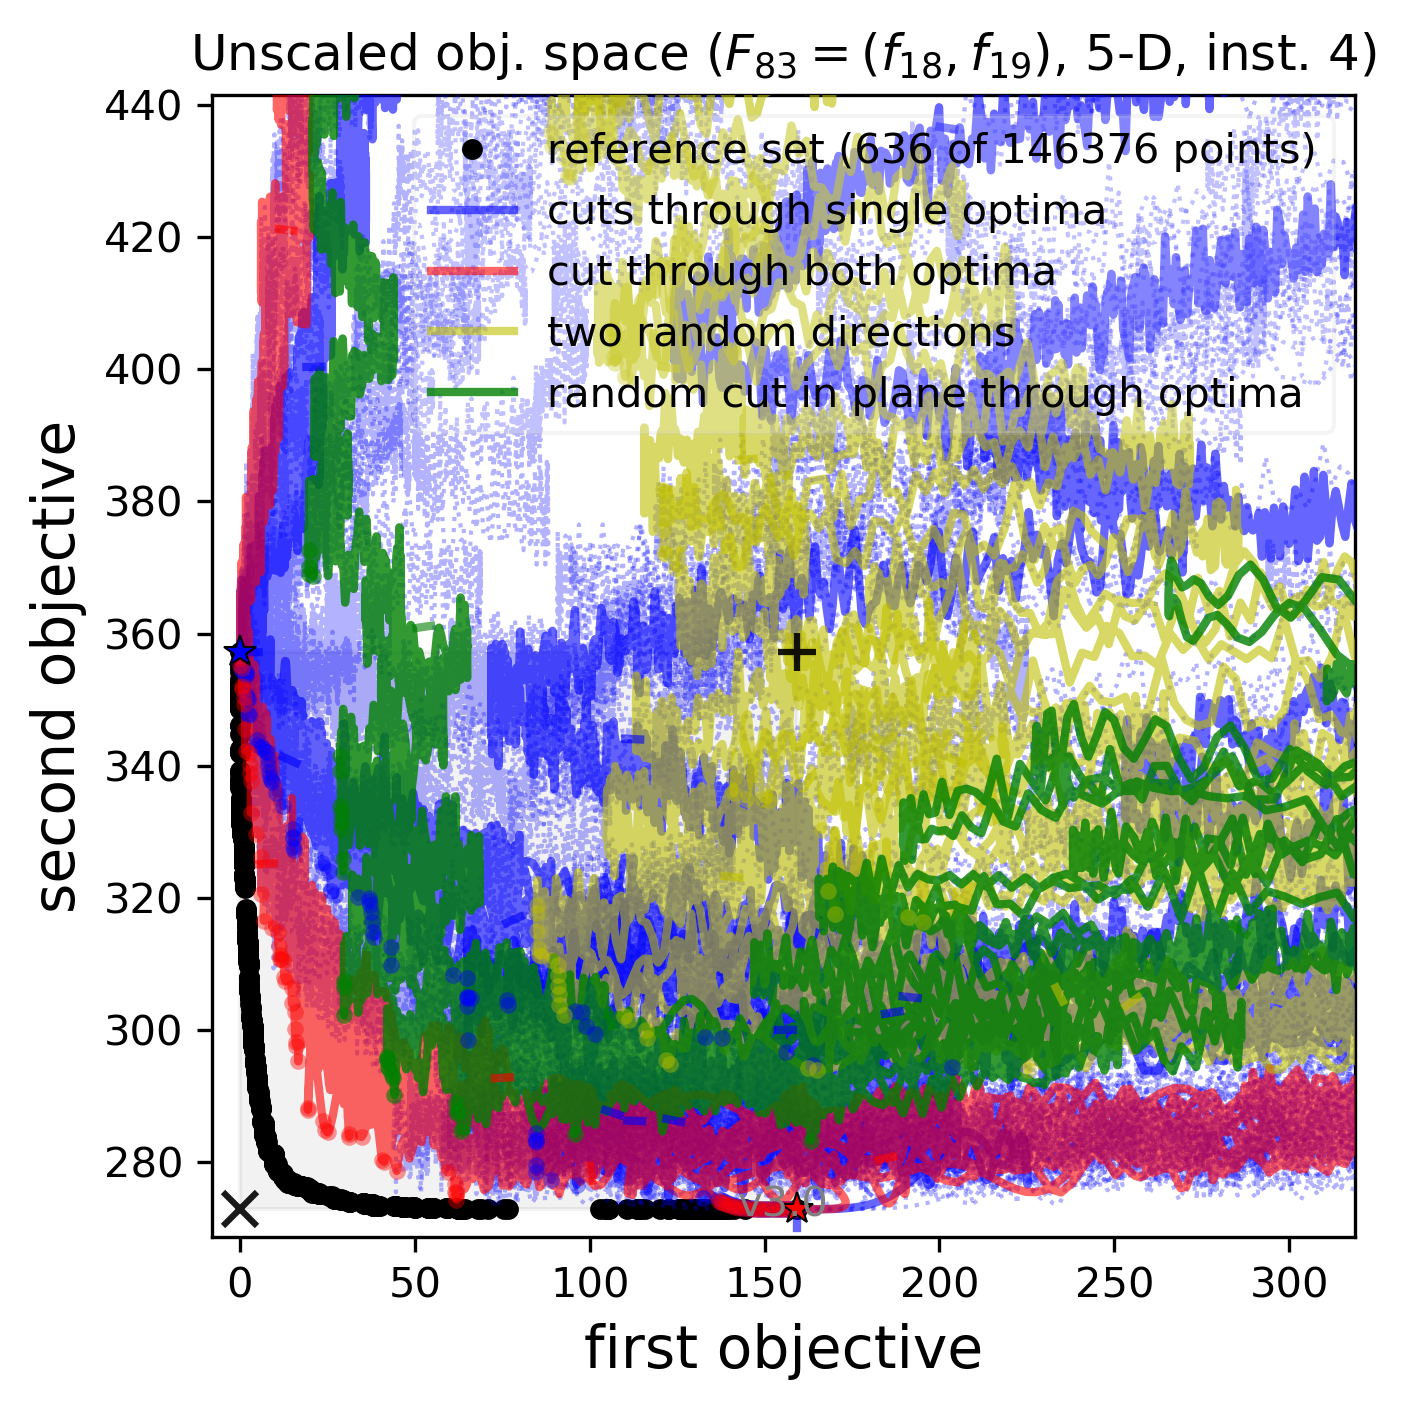 Unscaled obj. space (F₈₃ = (f₁₈, f₁₉), 5-D, inst. 4)
440
420
400
380
360
340
320
300
280
second objective
reference set (636 of 146376 points)
cuts through single optima
cut through both optima
two random directions
random cut in plane through optima
v3.0
0 50 100 150 200 250 300
first objective